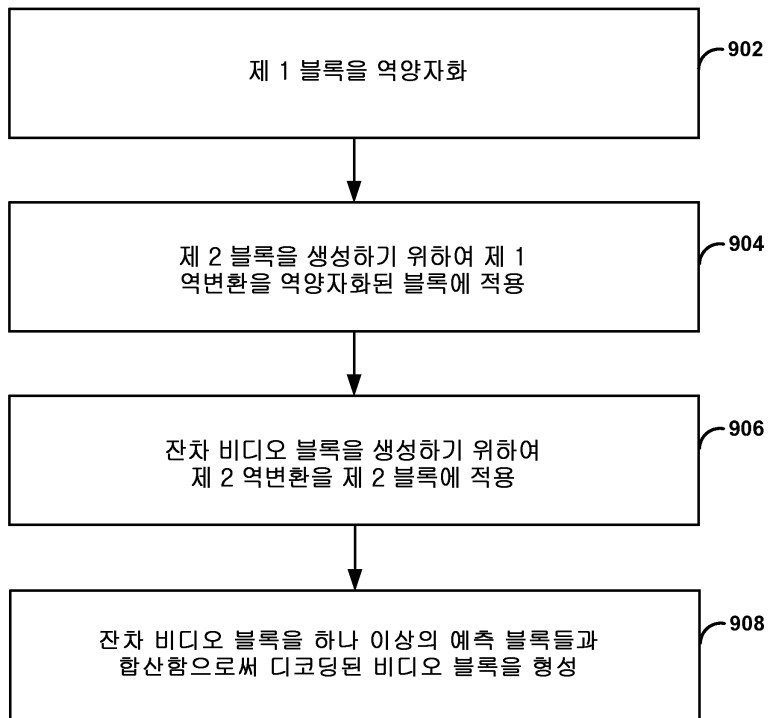 제 1 블록을 역양자화
902
제 2 블록을 생성하기 위하여 제 1
역변환을 역양자화된 블록에 적용
904
잔차 비디오 블록을 생성하기 위하여
제 2 역변환을 제 2 블록에 적용
906
잔차 비디오 블록을 하나 이상의 예측 블록들과
합산함으로써 디코딩된 비디오 블록을 형성
908